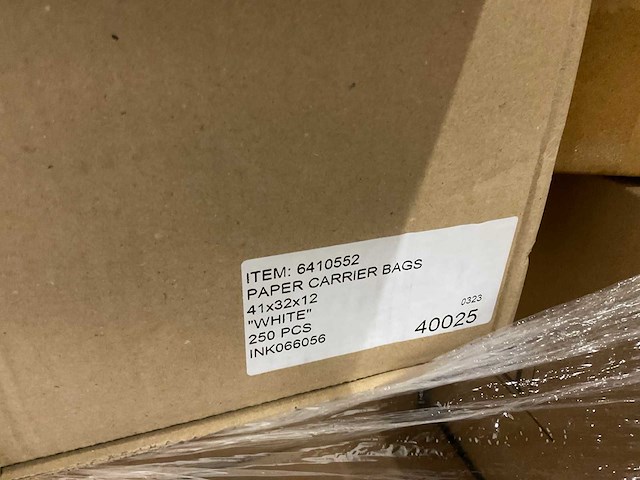 ITEM: 6410552
PAPER CARRIER BAGS
41x32x12
"WHITE"
250 PCS
INK066056
0323
40025